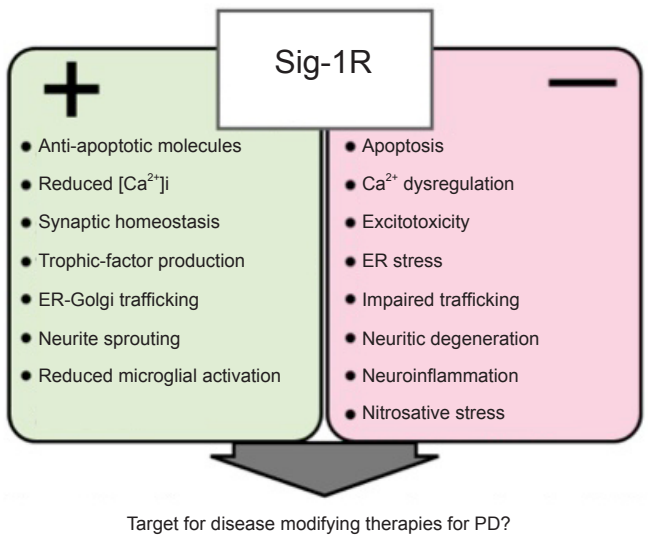 Sig-1R
+
• Anti-apoptotic molecules
• Reduced [Ca²⁺]i
• Synaptic homeostasis
• Trophic-factor production
• ER-Golgi trafficking
• Neurite sprouting
• Reduced microglial activation
—
• Apoptosis
• Ca²⁺ dysregulation
• Excitotoxicity
• ER stress
• Impaired trafficking
• Neuritic degeneration
• Neuroinflammation
• Nitrosative stress
Target for disease modifying therapies for PD?